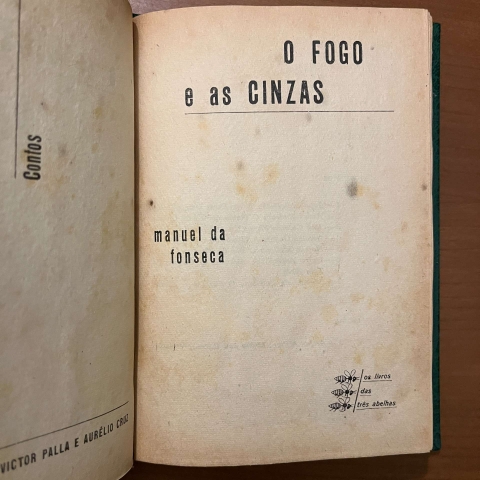 Contos
VICTOR PALLA E AURÉLIO CRUZ
O FOGO
e as CINZAS
manuel da
fonseca
os livros
das
três abelhas